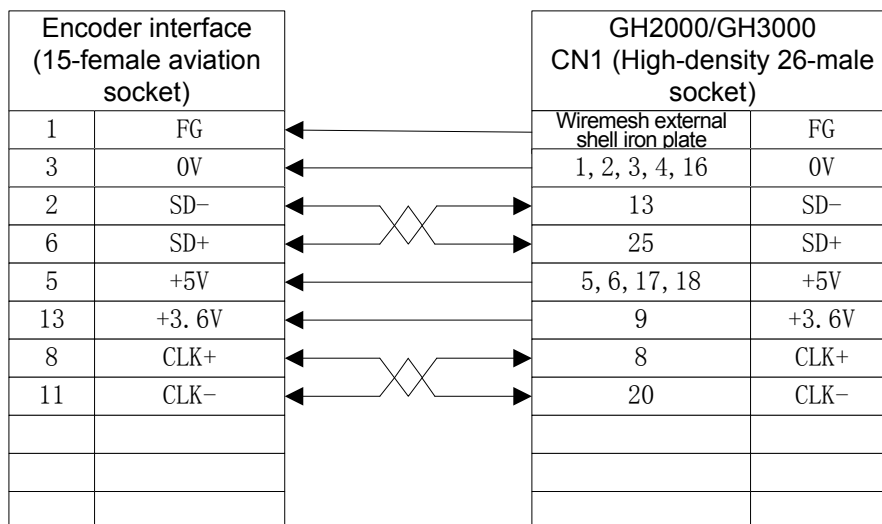 Encoder interface
(15-female aviation
socket)
GH2000/GH3000
CN1 (High-density 26-male
socket)
1 FG Wiremesh external
shell iron plate FG
3 0V 1, 2, 3, 4, 16 0V
2 SD- 13 SD-
6 SD+ 25 SD+
5 +5V 5, 6, 17, 18 +5V
13 +3.6V 9 +3.6V
8 CLK+ 8 CLK+
11 CLK- 20 CLK-